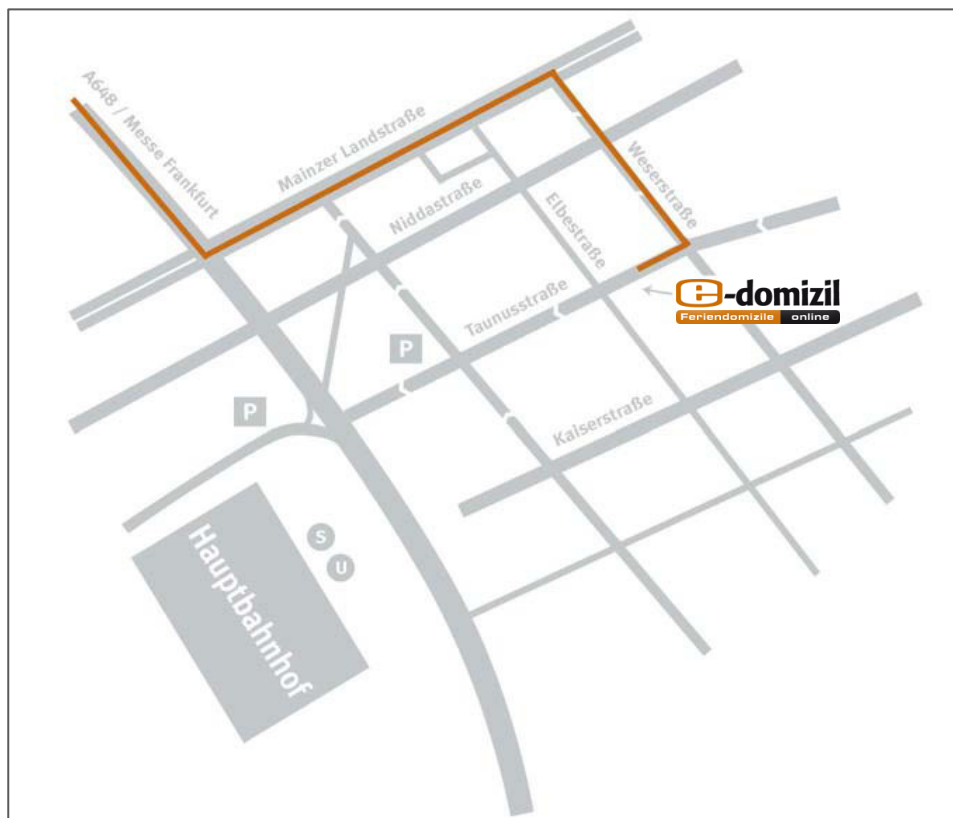 A648 / Messe Frankfurt
Mainzer Landstraße
Niddastraße
Weserstraße
Elbestraße
Taunusstraße
e-domizil
Feriendomizile online
P
P
Kaiserstraße
S
U
Hauptbahnhof